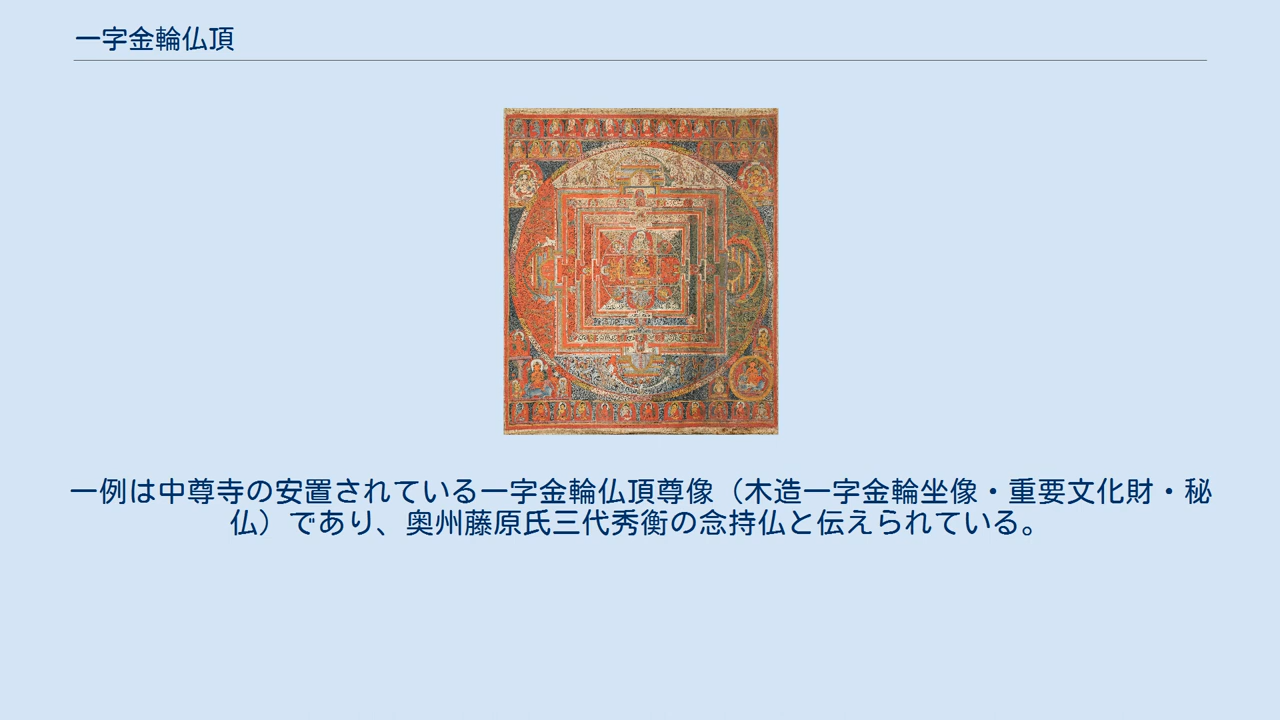 一字金輪仏頂
一例は中尊寺の安置されている一字金輪仏頂尊像（木造一字金輪坐像・重要文化財・秘
仏）であり、奥州藤原氏三代秀衡の念持仏と伝えられている。